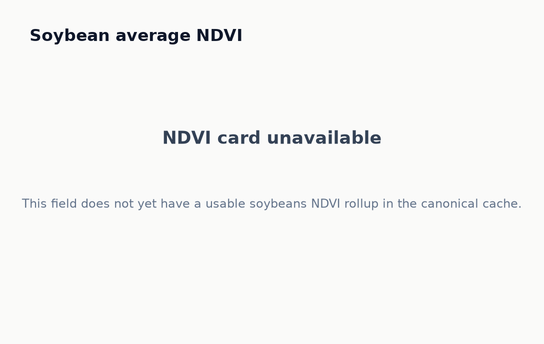 Soybean average NDVI
NDVI card unavailable
This field does not yet have a usable soybeans NDVI rollup in the canonical cache.